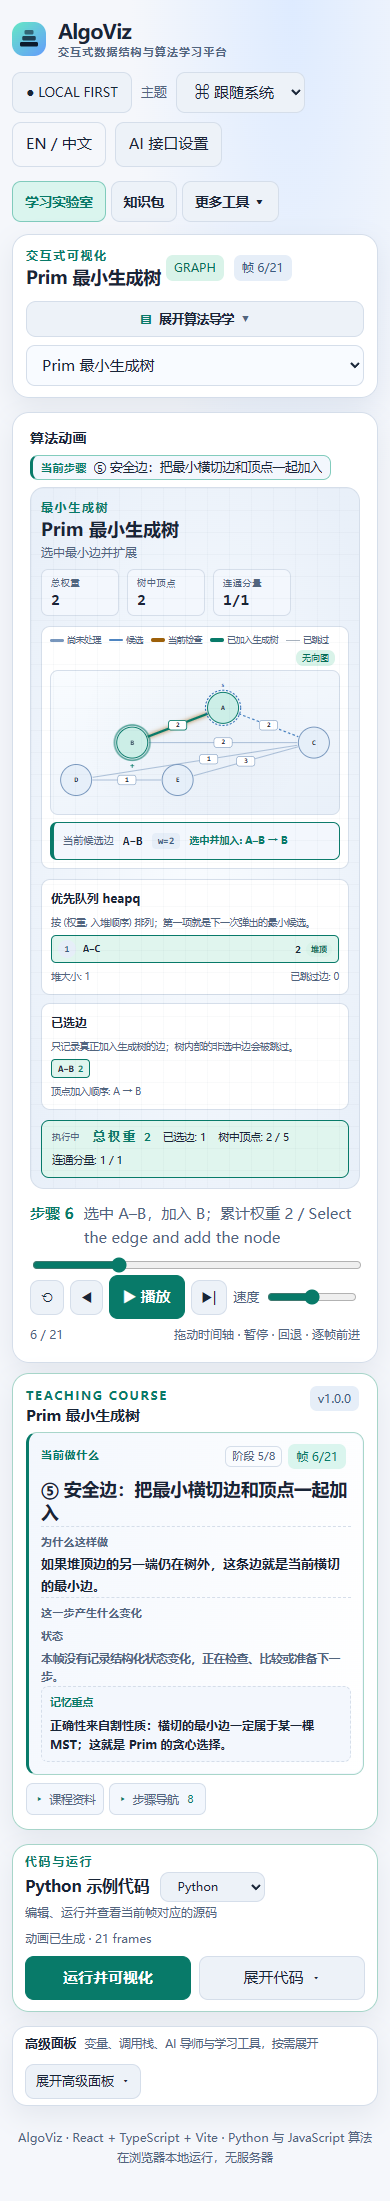 AlgoViz
交互式数据结构与算法学习平台
● LOCAL FIRST 主题 ⌘ 跟随系统
EN / 中文 AI 接口设置
学习实验室 知识包 更多工具 ▾
交互式可视化
Prim 最小生成树 GRAPH 帧 6/21
展开算法导学 ▼
Prim 最小生成树
算法动画
当前步骤 ⑤ 安全边：把最小横切边和顶点一起加入
最小生成树
Prim 最小生成树
选中最小边并扩展
总权重 树中顶点 连通分量
2 2 1/1
尚未处理 候选 当前检查 已加入生成树 已跳过
无向图
A
2 2
B 2 C
1 3
D 1 E
当前候选边 A–B w=2 选中并加入: A–B → B
优先队列 heapq
按 (权重, 入堆顺序) 排列；第一项就是下一次弹出的最小候选。
1 A–C 2 堆顶
堆大小: 1 已跳过边: 0
已选边
只记录真正加入生成树的边；树内部的非选中边会被跳过。
A–B 2
顶点加入顺序: A → B
执行中 总权重 2 已选边: 1 树中顶点: 2 / 5
连通分量: 1 / 1
步骤 6 选中 A–B，加入 B；累计权重 2 / Select
the edge and add the node
⟲ ◀ ▶ 播放 ▶| 速度
6 / 21 拖动时间轴 · 暂停 · 回退 · 逐帧前进
TEACHING COURSE v1.0.0
Prim 最小生成树
当前做什么 阶段 5/8 帧 6/21
⑤ 安全边：把最小横切边和顶点一起加
入
为什么这样做
如果堆顶边的另一端仍在树外，这条边就是当前横切
的最小边。
这一步产生什么变化
状态
本帧没有记录结构化状态变化，正在检查、比较或准备下一
步。
记忆重点
正确性来自割性质：横切的最小边一定属于某一棵
MST；这就是 Prim 的贪心选择。
‣ 课程资料 ‣ 步骤导航 8
代码与运行
Python 示例代码 Python
编辑、运行并查看当前帧对应的源码
动画已生成 · 21 frames
运行并可视化 展开代码
高级面板 变量、调用栈、AI 导师与学习工具，按需展开
展开高级面板
AlgoViz · React + TypeScript + Vite · Python 与 JavaScript 算法
在浏览器本地运行，无服务器